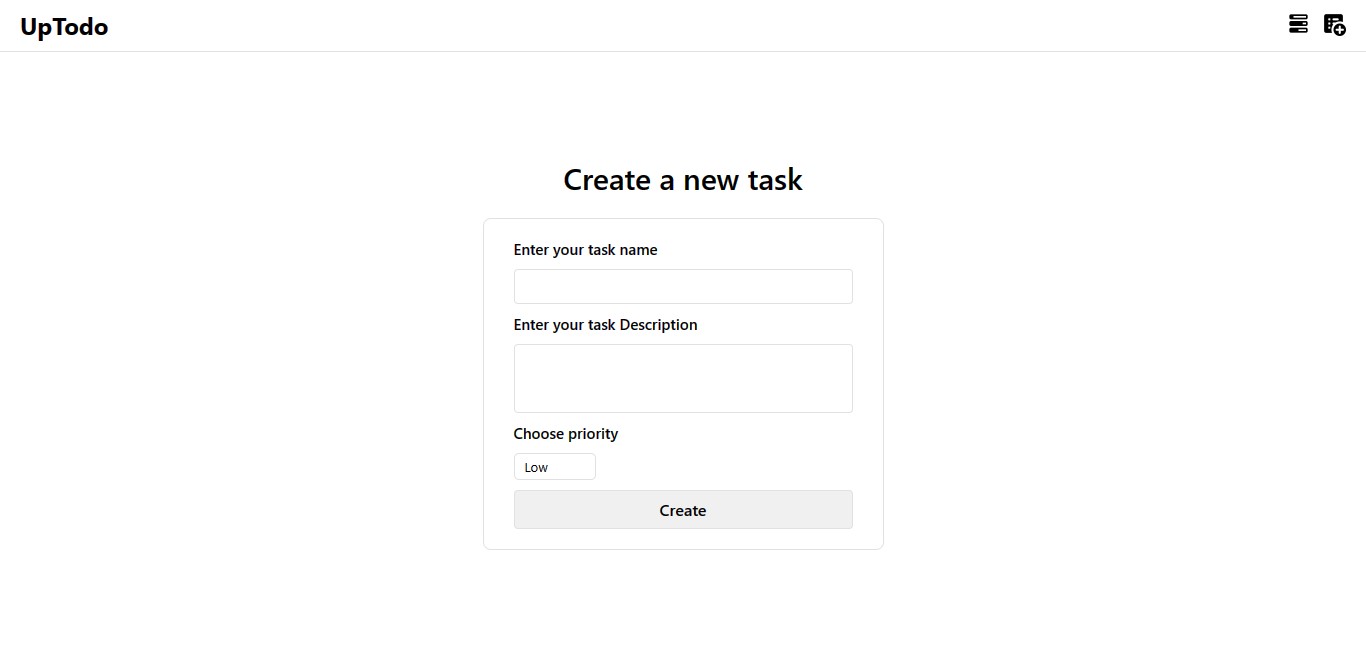 UpTodo
Create a new task
Enter your task name
Enter your task Description
Choose priority
Low
Create